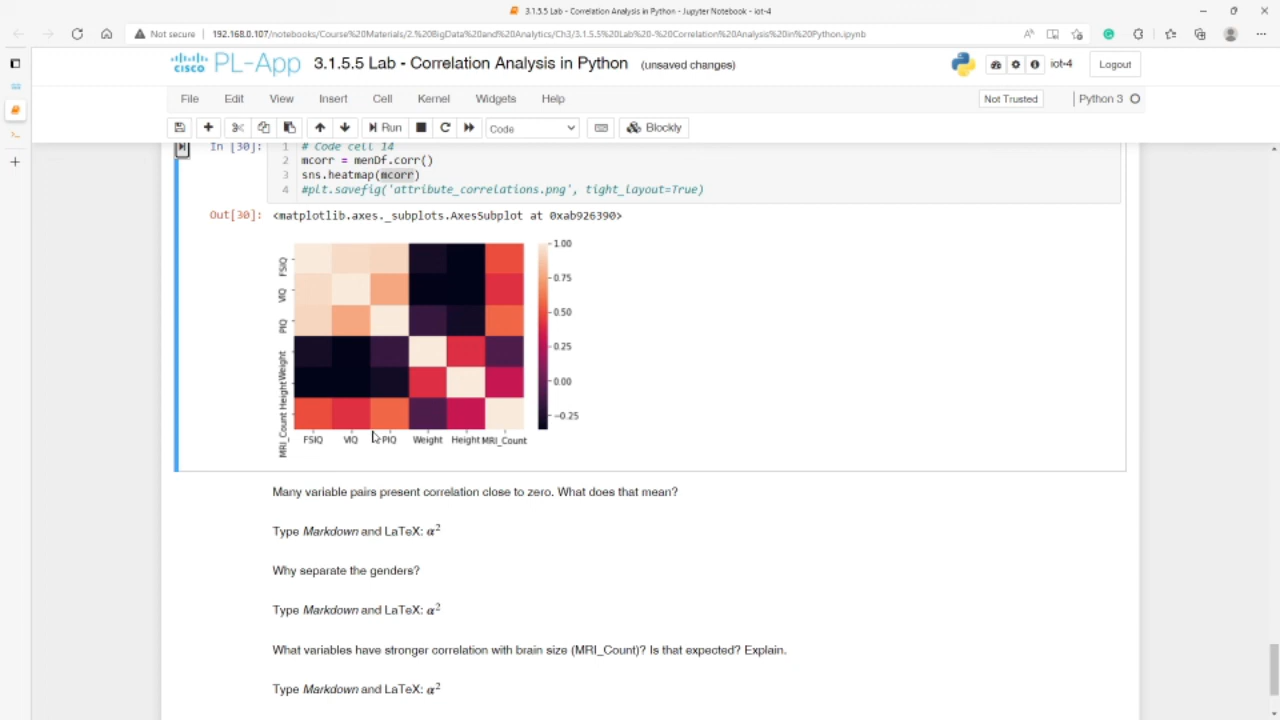 3.1.5.5 Lab - Correlation Analysis in Python - Jupyter Notebook - iot-4
Not secure | 192.168.0.107/notebooks/Course%20Materials/2.%20BigData%20and%20Analytics/Ch3/3.1.5.5%20Lab%20-%20Correlation%20Analysis%20in%20Python.ipynb
CISCO PL-App 3.1.5.5 Lab - Correlation Analysis in Python (unsaved changes) iot-4 Logout
File Edit View Insert Cell Kernel Widgets Help Not Trusted | Python 3
Run Code Blockly
In [30]: 1 # Code cell 14
2 mcorr = menDf.corr()
3 sns.heatmap(mcorr)
4 #plt.savefig('attribute_correlations.png', tight_layout=True)
Out[30]: <matplotlib.axes._subplots.AxesSubplot at 0xab926390>
FSIQ
VIQ
PIQ
Weight
Height
MRI_Count
FSIQ VIQ PIQ Weight Height MRI_Count
1.00
0.75
0.50
0.25
0.00
−0.25
Many variable pairs present correlation close to zero. What does that mean?
Type Markdown and LaTeX: α²
Why separate the genders?
Type Markdown and LaTeX: α²
What variables have stronger correlation with brain size (MRI_Count)? Is that expected? Explain.
Type Markdown and LaTeX: α²